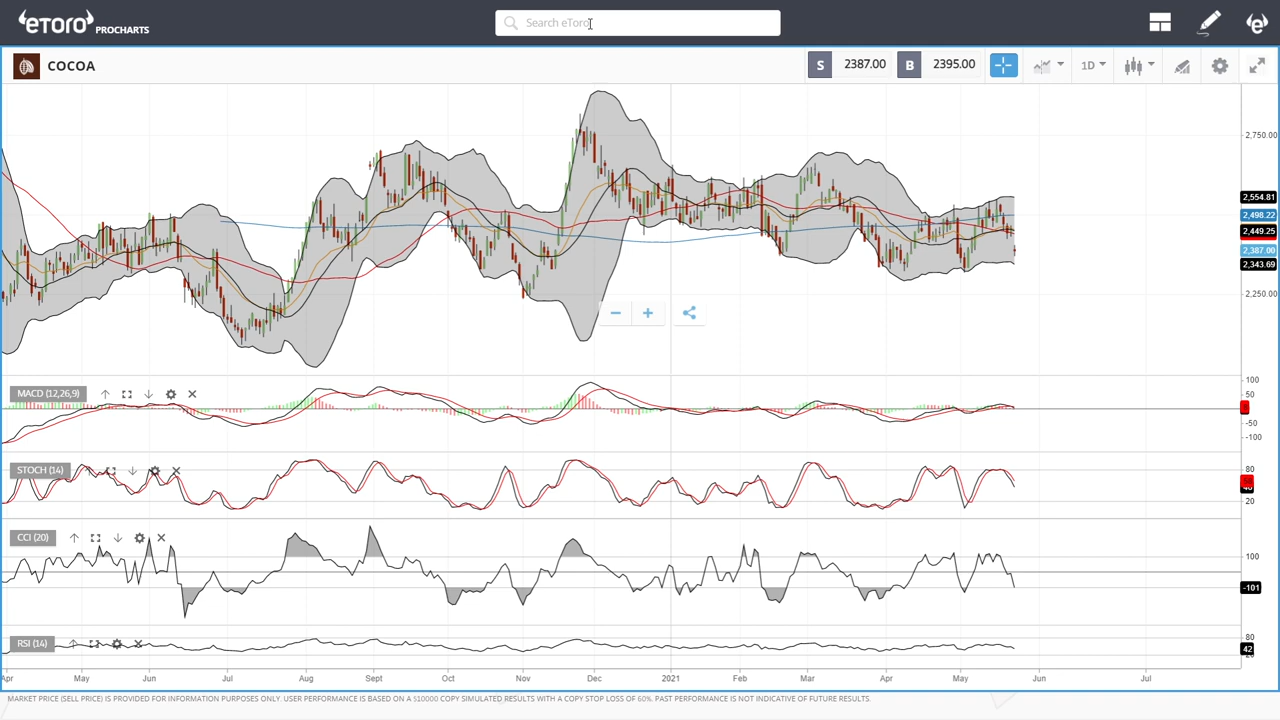 eToro PROCHARTS
Search eToro
COCOA
S 2387.00 B 2395.00 1D
2,750.00
2,554.81
2,498.22
2,449.25
2,387.00
2,343.69
2,250.00
MACD (12,26,9)
100
50
-50
-100
STOCH (14)
80
20
CCI (20)
100
-101
RSI (14)
80
42
Apr May Jun Jul Aug Sept Oct Nov Dec 2021 Feb Mar Apr May Jun Jul
MARKET PRICE (SELL PRICE) IS PROVIDED FOR INFORMATION PURPOSES ONLY. USER PERFORMANCE IS BASED ON A $10000 COPY SIMULATED RESULTS WITH A COPY STOP LOSS OF 60%. PAST PERFORMANCE IS NOT INDICATIVE OF FUTURE RESULTS.